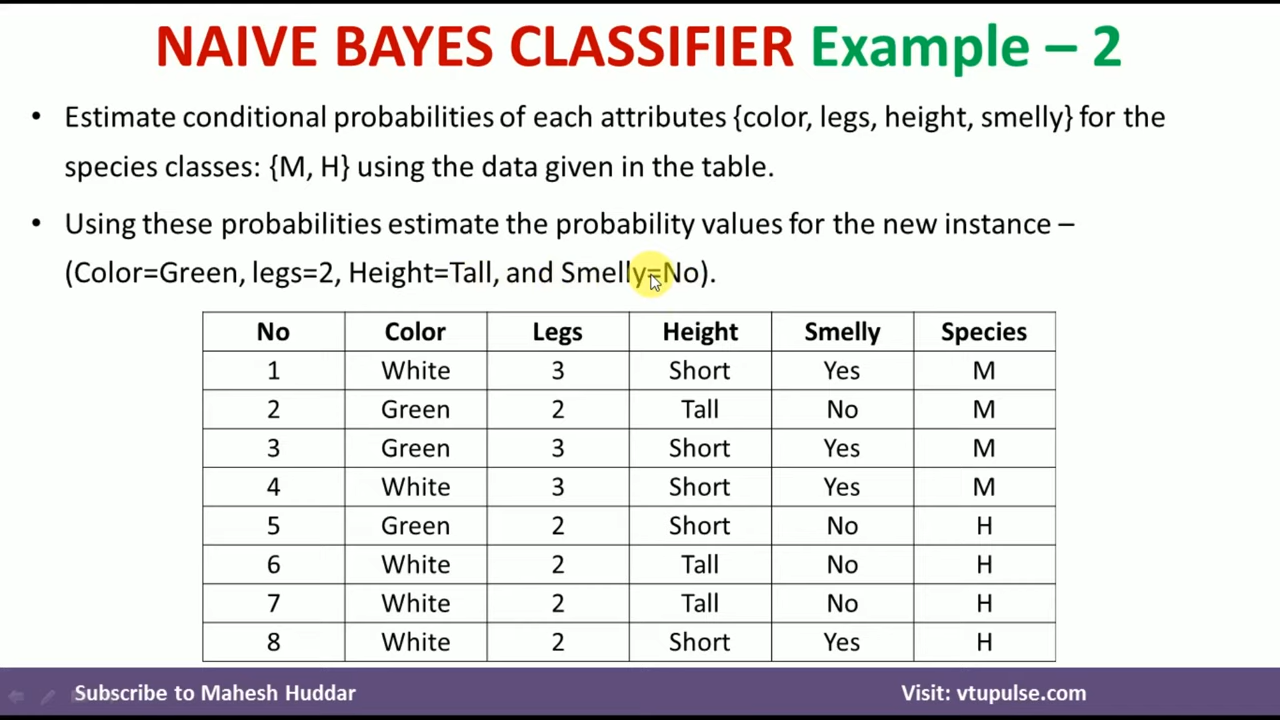 NAIVE BAYES CLASSIFIER Example – 2
• Estimate conditional probabilities of each attributes {color, legs, height, smelly} for the
species classes: {M, H} using the data given in the table.
• Using these probabilities estimate the probability values for the new instance –
(Color=Green, legs=2, Height=Tall, and Smelly=No).
No Color Legs Height Smelly Species
1 White 3 Short Yes M
2 Green 2 Tall No M
3 Green 3 Short Yes M
4 White 3 Short Yes M
5 Green 2 Short No H
6 White 2 Tall No H
7 White 2 Tall No H
8 White 2 Short Yes H
Subscribe to Mahesh Huddar Visit: vtupulse.com